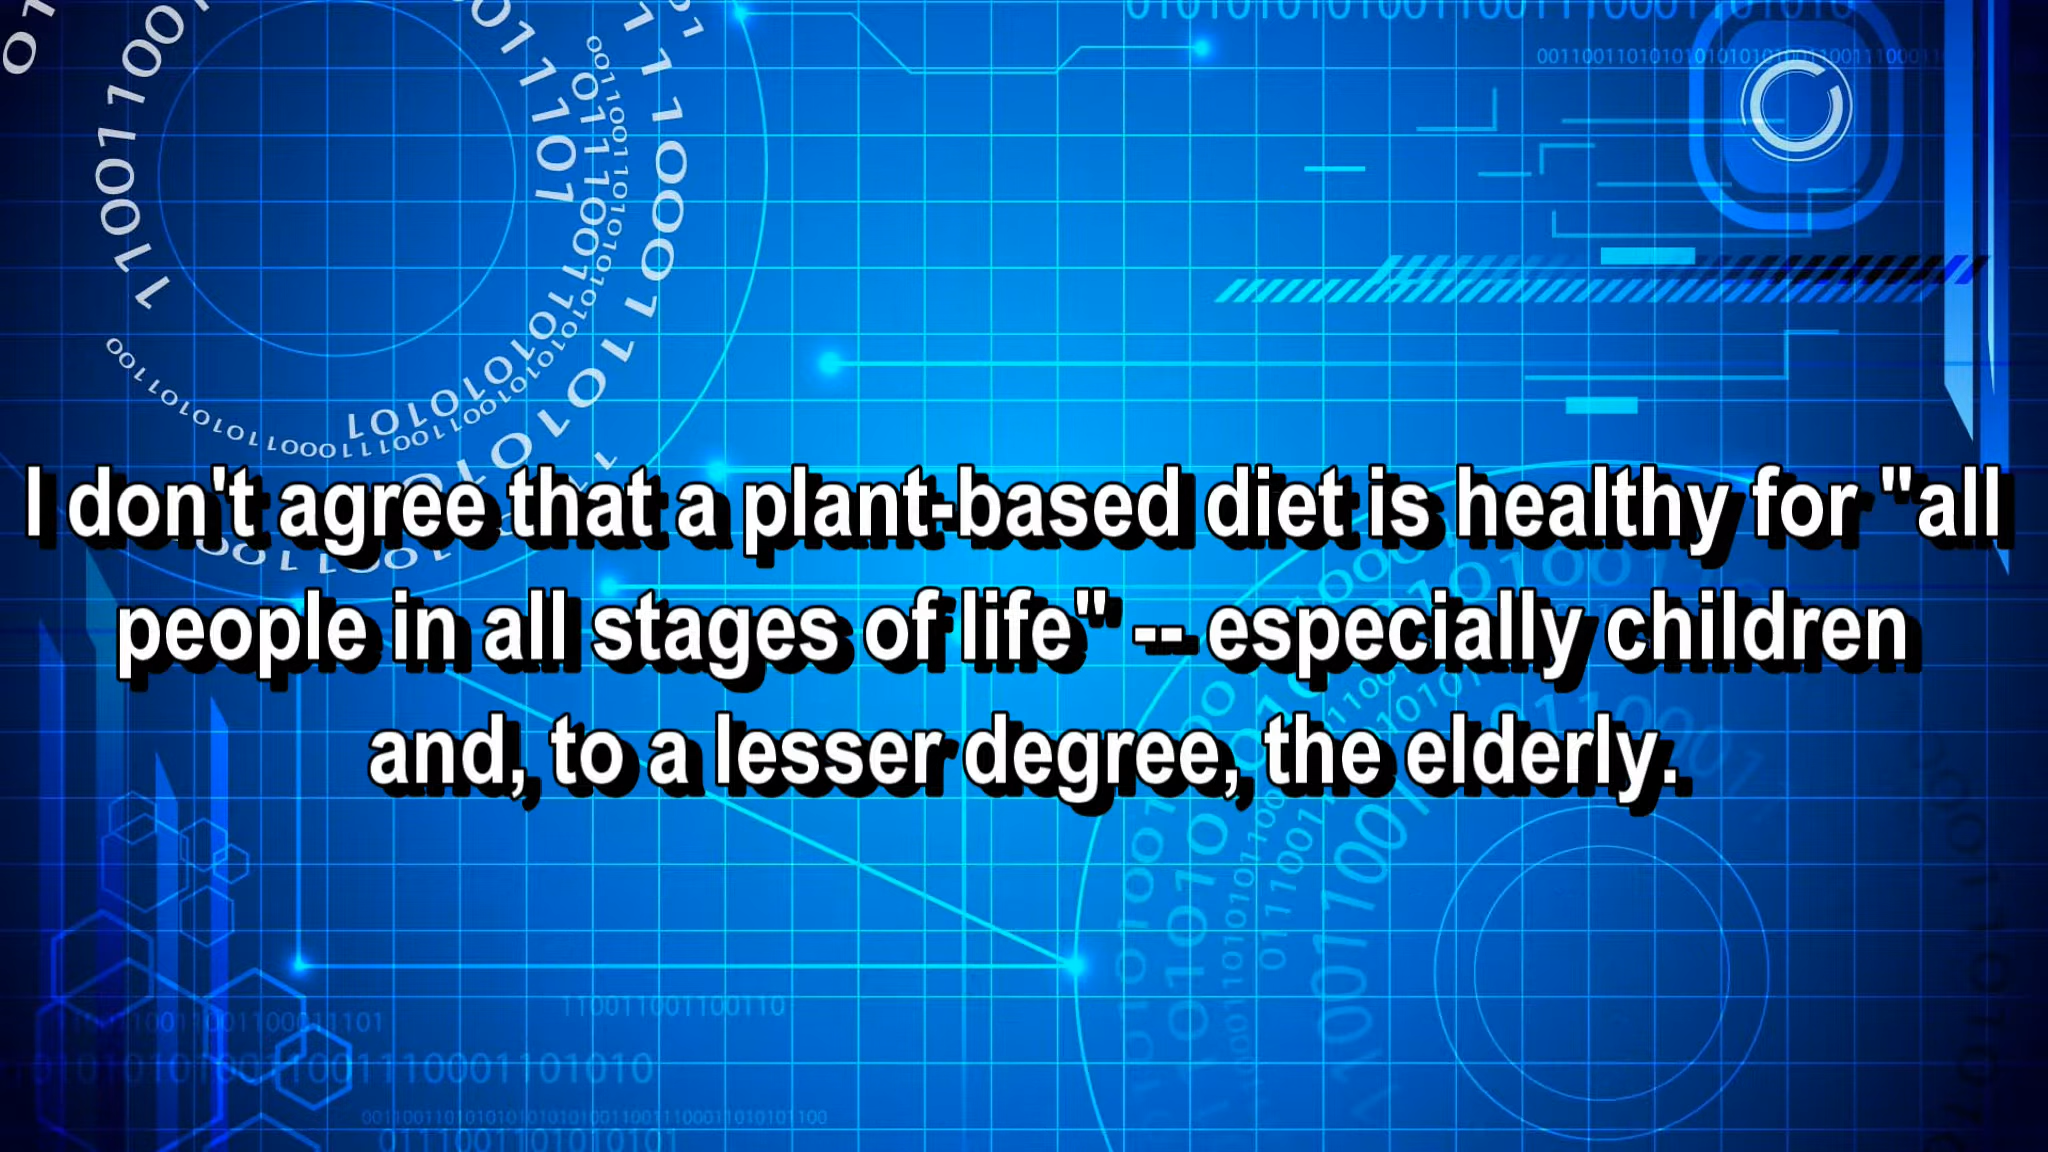 I don't agree that a plant-based diet is healthy for "all
people in all stages of life" -- especially children
and, to a lesser degree, the elderly.